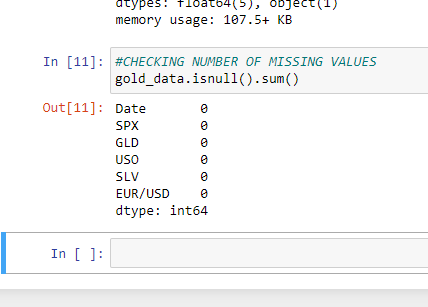 dtypes: float64(5), object(1)
memory usage: 107.5+ KB
In [11]: #CHECKING NUMBER OF MISSING VALUES
gold_data.isnull().sum()
Out[11]: Date 0
SPX 0
GLD 0
USO 0
SLV 0
EUR/USD 0
dtype: int64
In [ ]: